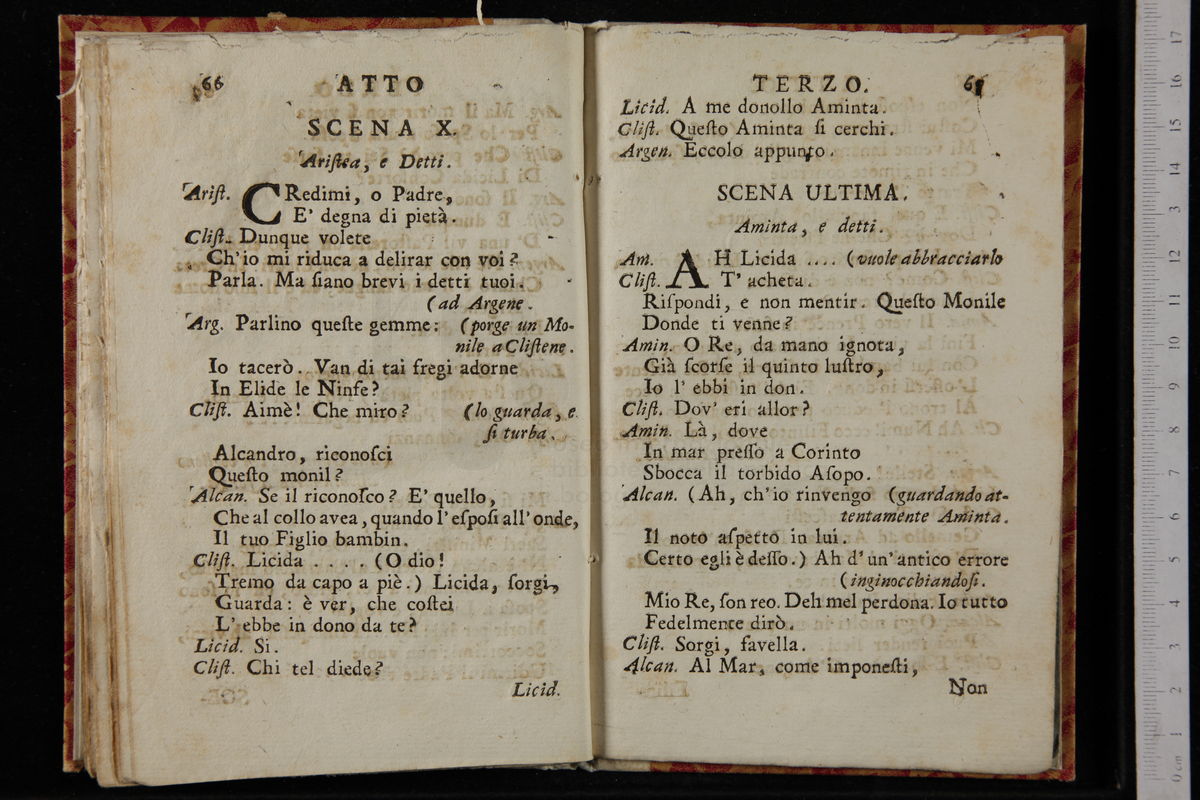 66 ATTO
SCENA X.
Ariſtea, e Detti.
Ariſt. CRedimi, o Padre,
E' degna di pietà.
Cliſt. Dunque volete
Ch'io mi riduca a delirar con voi?
Parla. Ma ſiano brevi i detti tuoi.
(ad Argene.
Arg. Parlino queſte gemme: (porge un Mo-
nile a Cliſtene.
Io tacerò. Van di tai fregi adorne
In Elide le Ninfe?
Cliſt. Aimè! Che miro? (lo guarda, e
ſi turba.
Alcandro, riconoſci
Queſto monil?
Alcan. Se il riconoſco? E' quello,
Che al collo avea, quando l'eſpoſi all'onde,
Il tuo Figlio bambin.
Cliſt. Licida . . . . (O dio!
Tremo da capo a piè.) Licida, ſorgi,
Guarda: è ver, che coſtei
L' ebbe in dono da te?
Licid. Si.
Cliſt. Chi tel diede?
Licid.
TERZO.
Licid. A me donollo Aminta.
Cliſt. Queſto Aminta ſi cerchi.
Argen. Eccolo appunto.
SCENA ULTIMA.
Aminta, e detti.
Am. AH Licida .... (vuole abbracciarlo
Cliſt. T' acheta.
Riſpondi, e non mentir. Queſto Monile
Donde ti venne?
Amin. O Re, da mano ignota,
Già ſcorſe il quinto luſtro,
Io l' ebbi in don.
Cliſt. Dov' eri allor?
Amin. Là, dove
In mar preſſo a Corinto
Sbocca il torbido Aſopo.
Alcan. (Ah, ch'io rinvengo (guardando at-
tentamente Aminta.
Il noto aſpetto in lui.
Certo egli è deſſo.) Ah d' un' antico errore
(inginocchiandoſi.
Mio Re, ſon reo. Deh mel perdona. Io tutto
Fedelmente dirò.
Cliſt. Sorgi, favella.
Alcan. Al Mar, come imponeſti,
Non